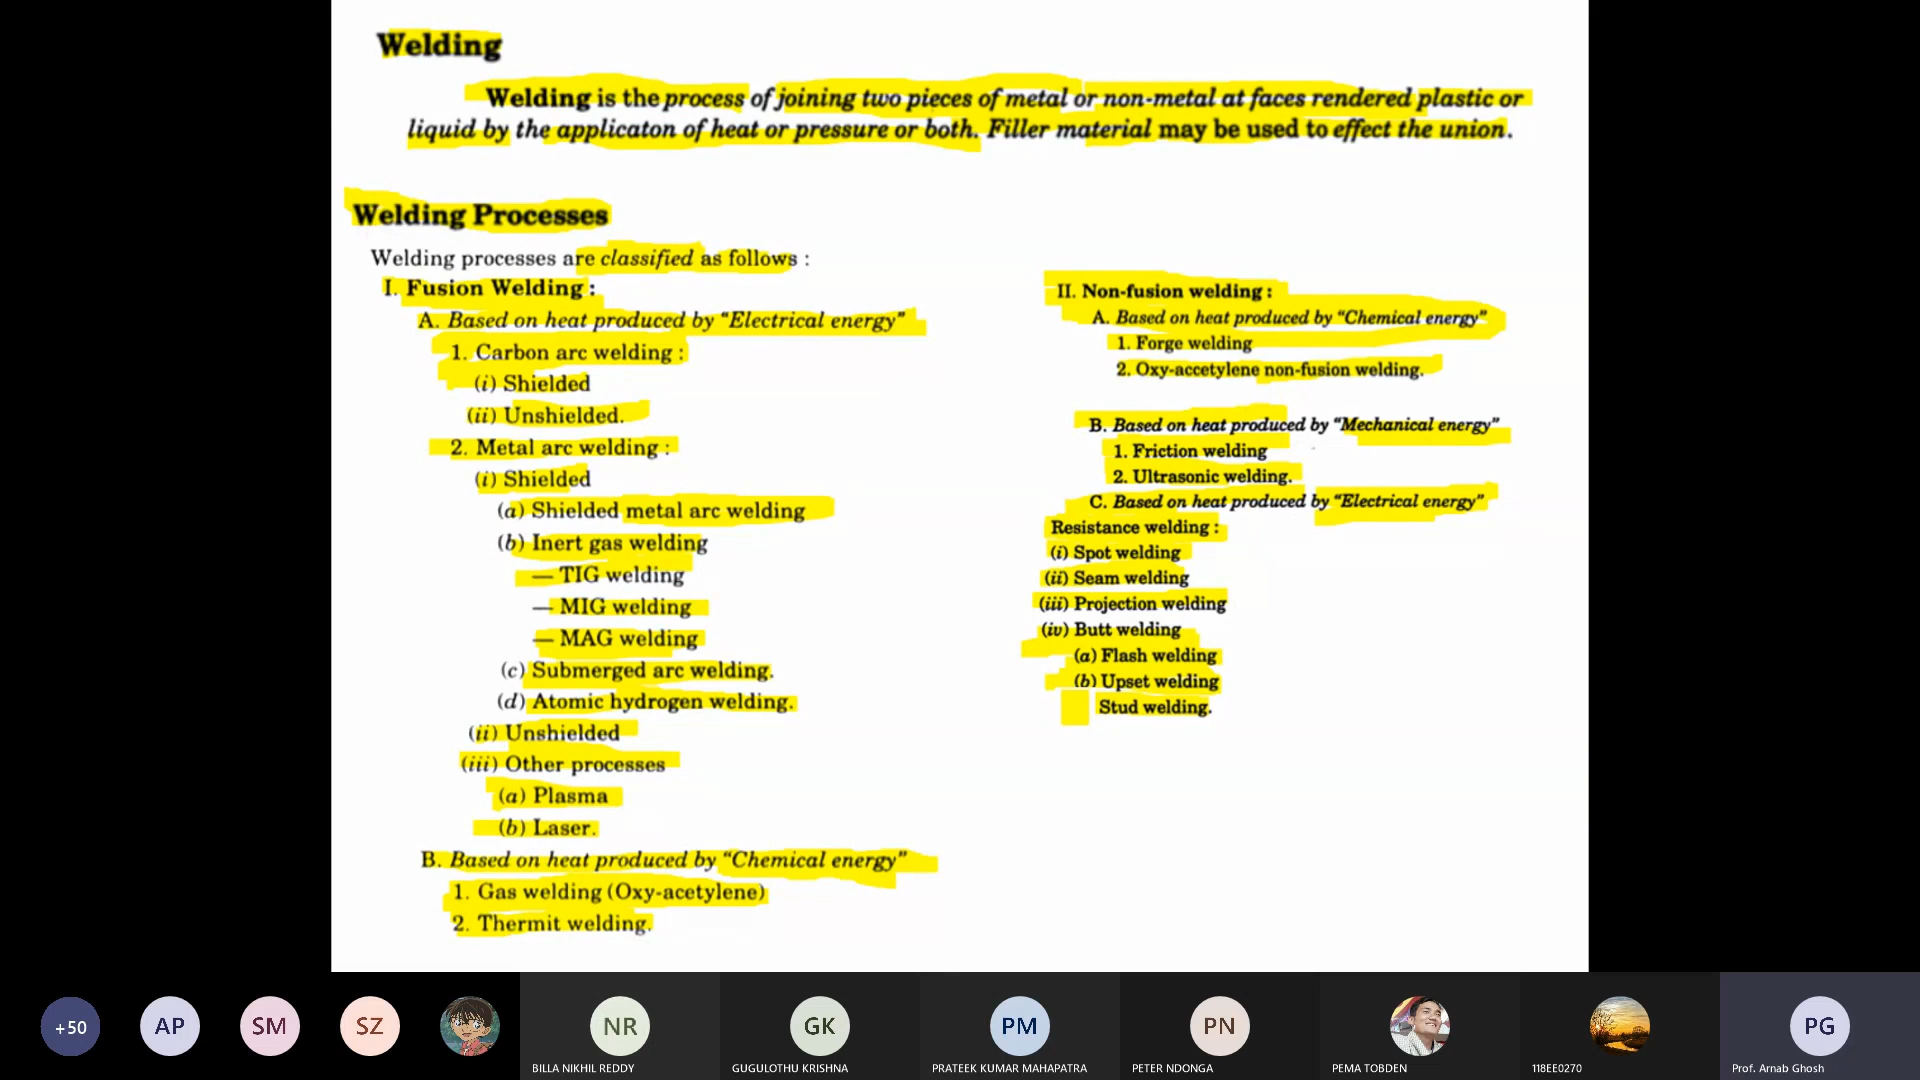 Welding
Welding is the process of joining two pieces of metal or non-metal at faces rendered plastic or
liquid by the applicaton of heat or pressure or both. Filler material may be used to effect the union.
Welding Processes
Welding processes are classified as follows :
I. Fusion Welding :
A. Based on heat produced by “Electrical energy”
1. Carbon arc welding :
(i) Shielded
(ii) Unshielded.
2. Metal arc welding :
(i) Shielded
(a) Shielded metal arc welding
(b) Inert gas welding
— TIG welding
— MIG welding
— MAG welding
(c) Submerged arc welding.
(d) Atomic hydrogen welding.
(ii) Unshielded
(iii) Other processes
(a) Plasma
(b) Laser.
B. Based on heat produced by “Chemical energy”
1. Gas welding (Oxy-acetylene)
2. Thermit welding.
II. Non-fusion welding :
A. Based on heat produced by “Chemical energy”
1. Forge welding
2. Oxy-accetylene non-fusion welding.
B. Based on heat produced by “Mechanical energy”
1. Friction welding
2. Ultrasonic welding.
C. Based on heat produced by “Electrical energy”
Resistance welding :
(i) Spot welding
(ii) Seam welding
(iii) Projection welding
(iv) Butt welding
(a) Flash welding
(b) Upset welding
Stud welding.
+50
AP
SM
SZ
NR
BILLA NIKHIL REDDY
GK
GUGULOTHU KRISHNA
PM
PRATEEK KUMAR MAHAPATRA
PN
PETER NDONGA
PEMA TOBDEN
118EE0270
PG
Prof. Arnab Ghosh